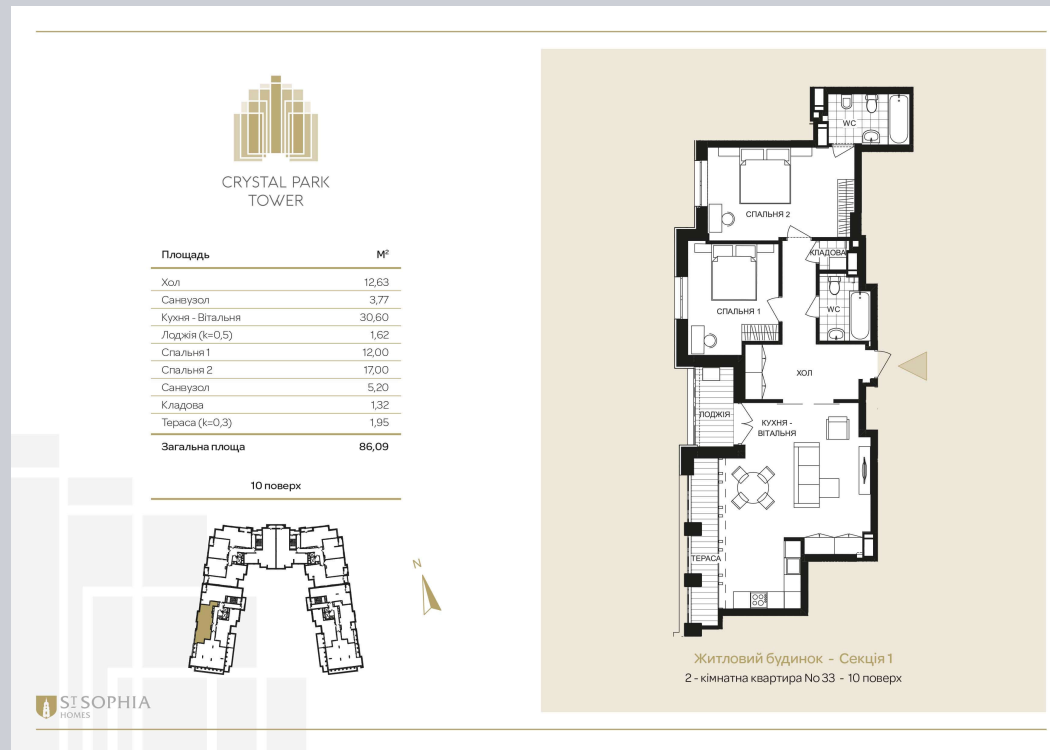 CRYSTAL PARK
TOWER
Площадь М²
Хол 12,63
Санвузол 3,77
Кухня - Вітальня 30,60
Лоджія (k=0,5) 1,62
Спальня 1 12,00
Спальня 2 17,00
Санвузол 5,20
Кладова 1,32
Тераса (k=0,3) 1,95
Загальна площа 86,09
10 поверх
N
ST SOPHIA
HOMES
WC
СПАЛЬНЯ 2
КЛАДОВА
СПАЛЬНЯ 1
WC
ХОЛ
ЛОДЖІЯ
КУХНЯ -
ВІТАЛЬНЯ
ТЕРАСА
Житловий будинок - Секція 1
2 - кімнатна квартира No 33 - 10 поверх